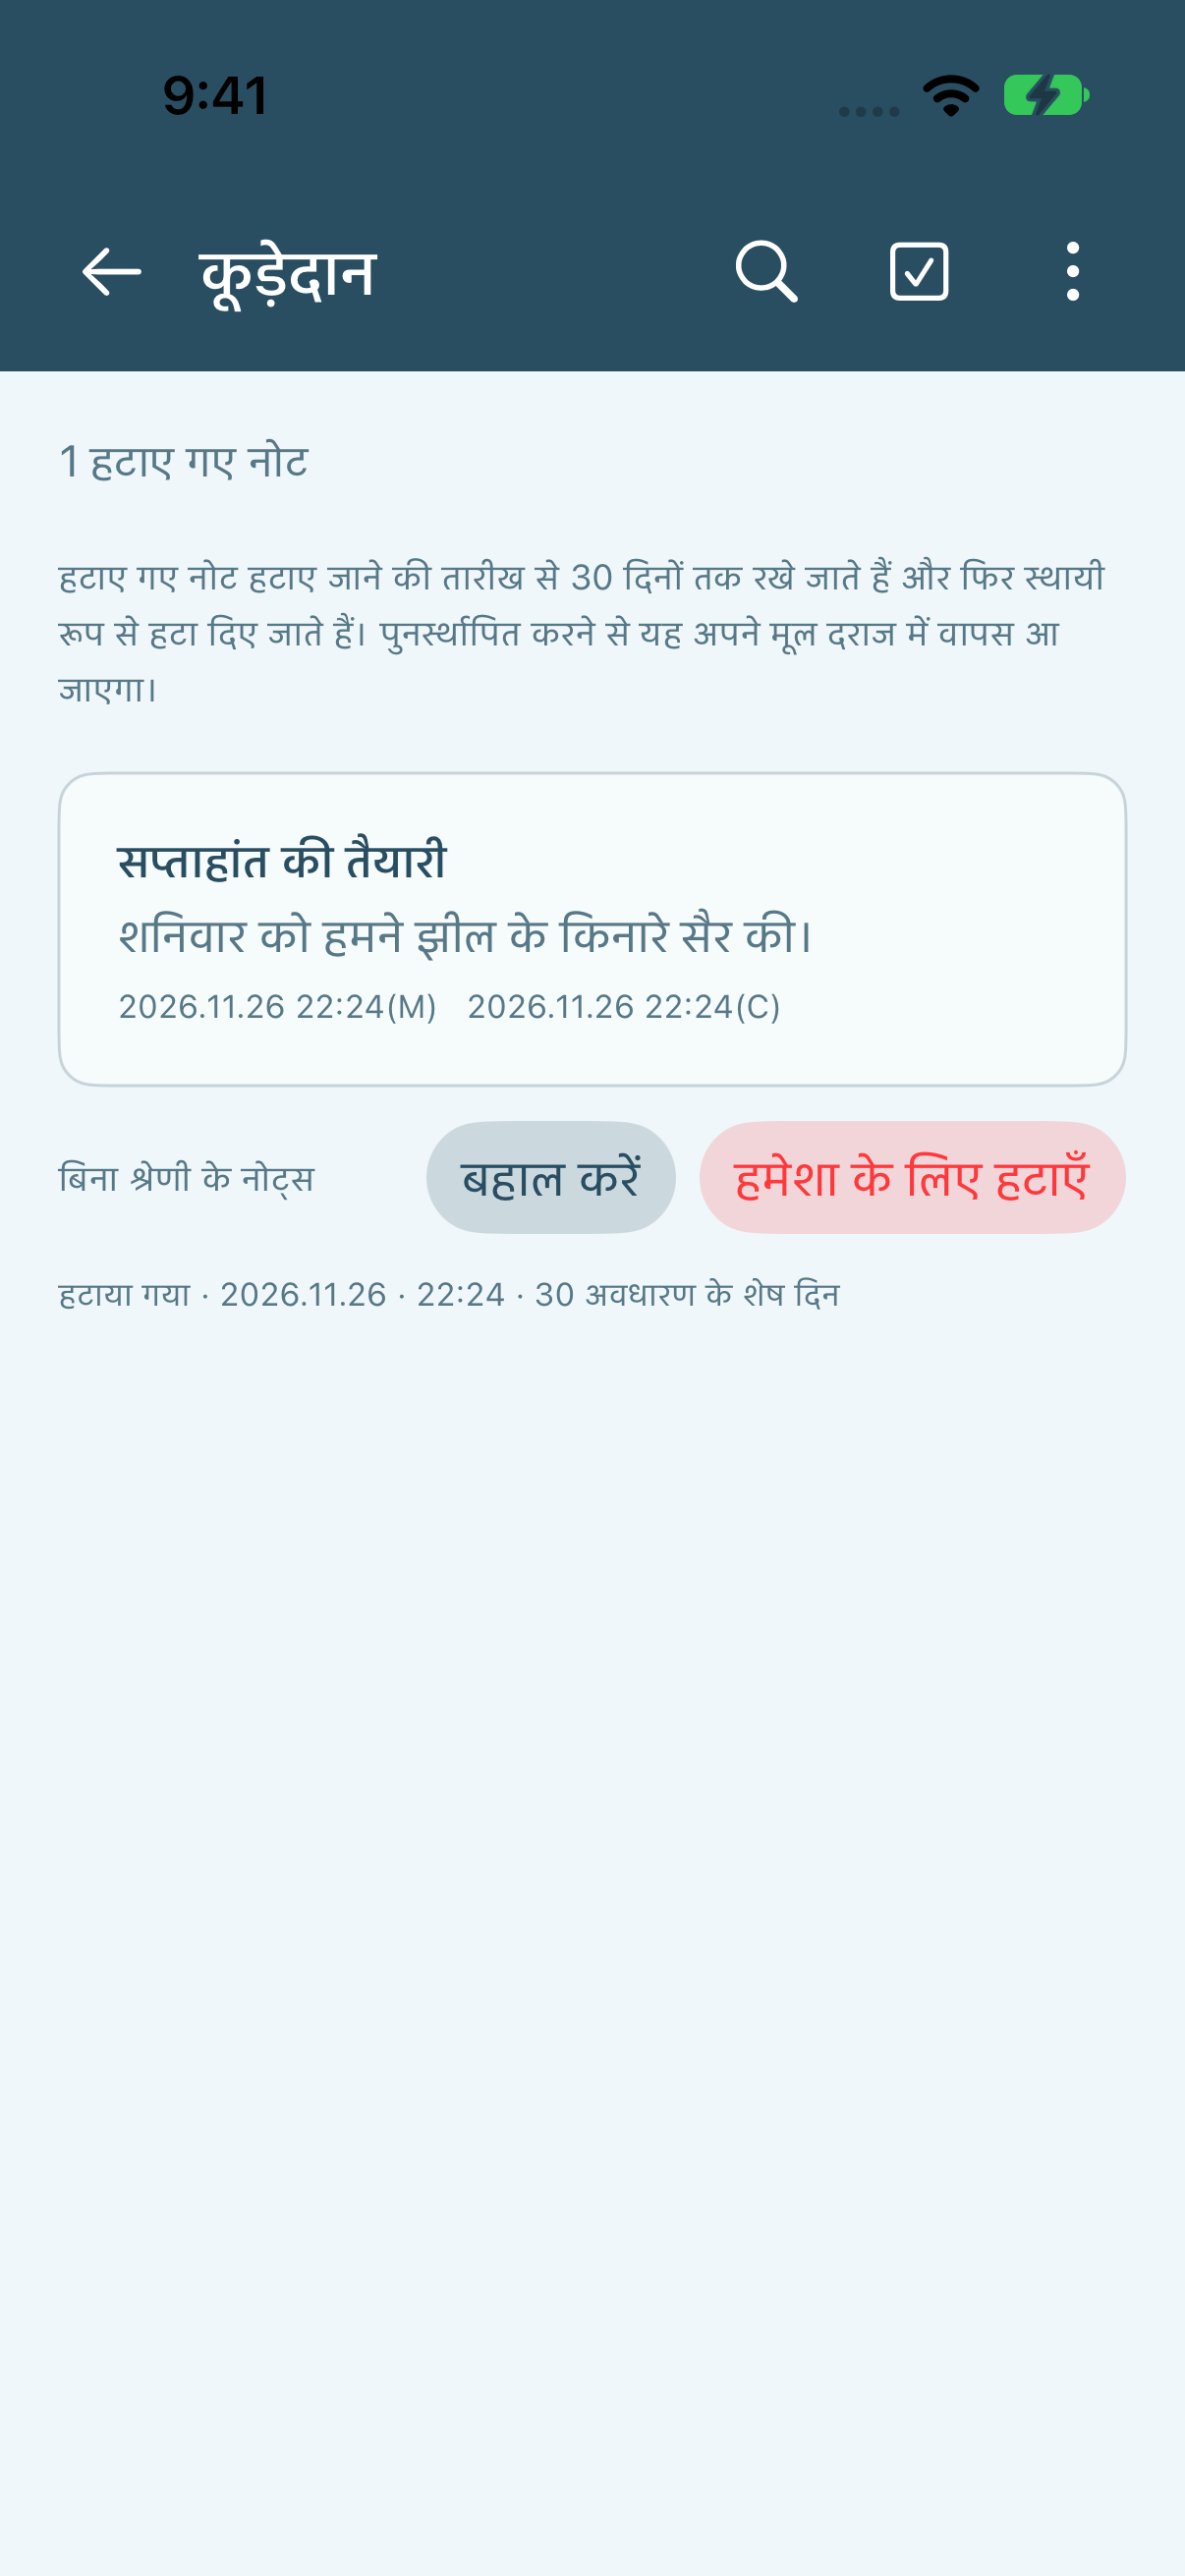 9:41
कूड़ेदान
1 हटाए गए नोट
हटाए गए नोट हटाए जाने की तारीख से 30 दिनों तक रखे जाते हैं और फिर स्थायी
रूप से हटा दिए जाते हैं। पुनर्स्थापित करने से यह अपने मूल दराज में वापस आ
जाएगा।
सप्ताहांत की तैयारी
शनिवार को हमने झील के किनारे सैर की।
2026.11.26 22:24(M) 2026.11.26 22:24(C)
बिना श्रेणी के नोट्स बहाल करें हमेशा के लिए हटाएँ
हटाया गया · 2026.11.26 · 22:24 · 30 अवधारण के शेष दिन